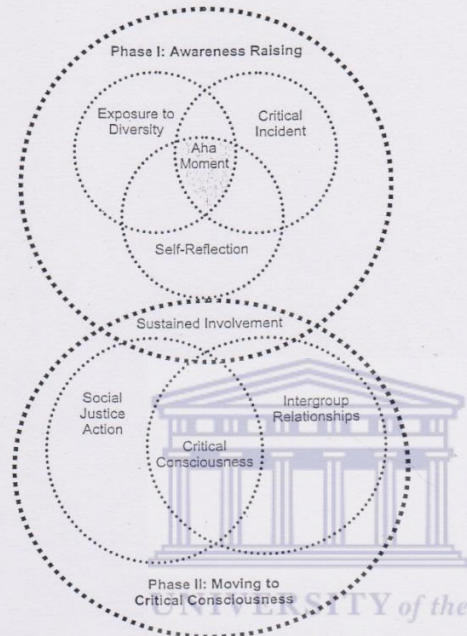 Phase I: Awareness Raising
Exposure to
Diversity
Critical
Incident
Aha
Moment
Self-Reflection
Sustained Involvement
Social
Justice
Action
Intergroup
Relationships
Critical
Consciousness
Phase II: Moving to
Critical Consciousness
UNIVERSITY of the